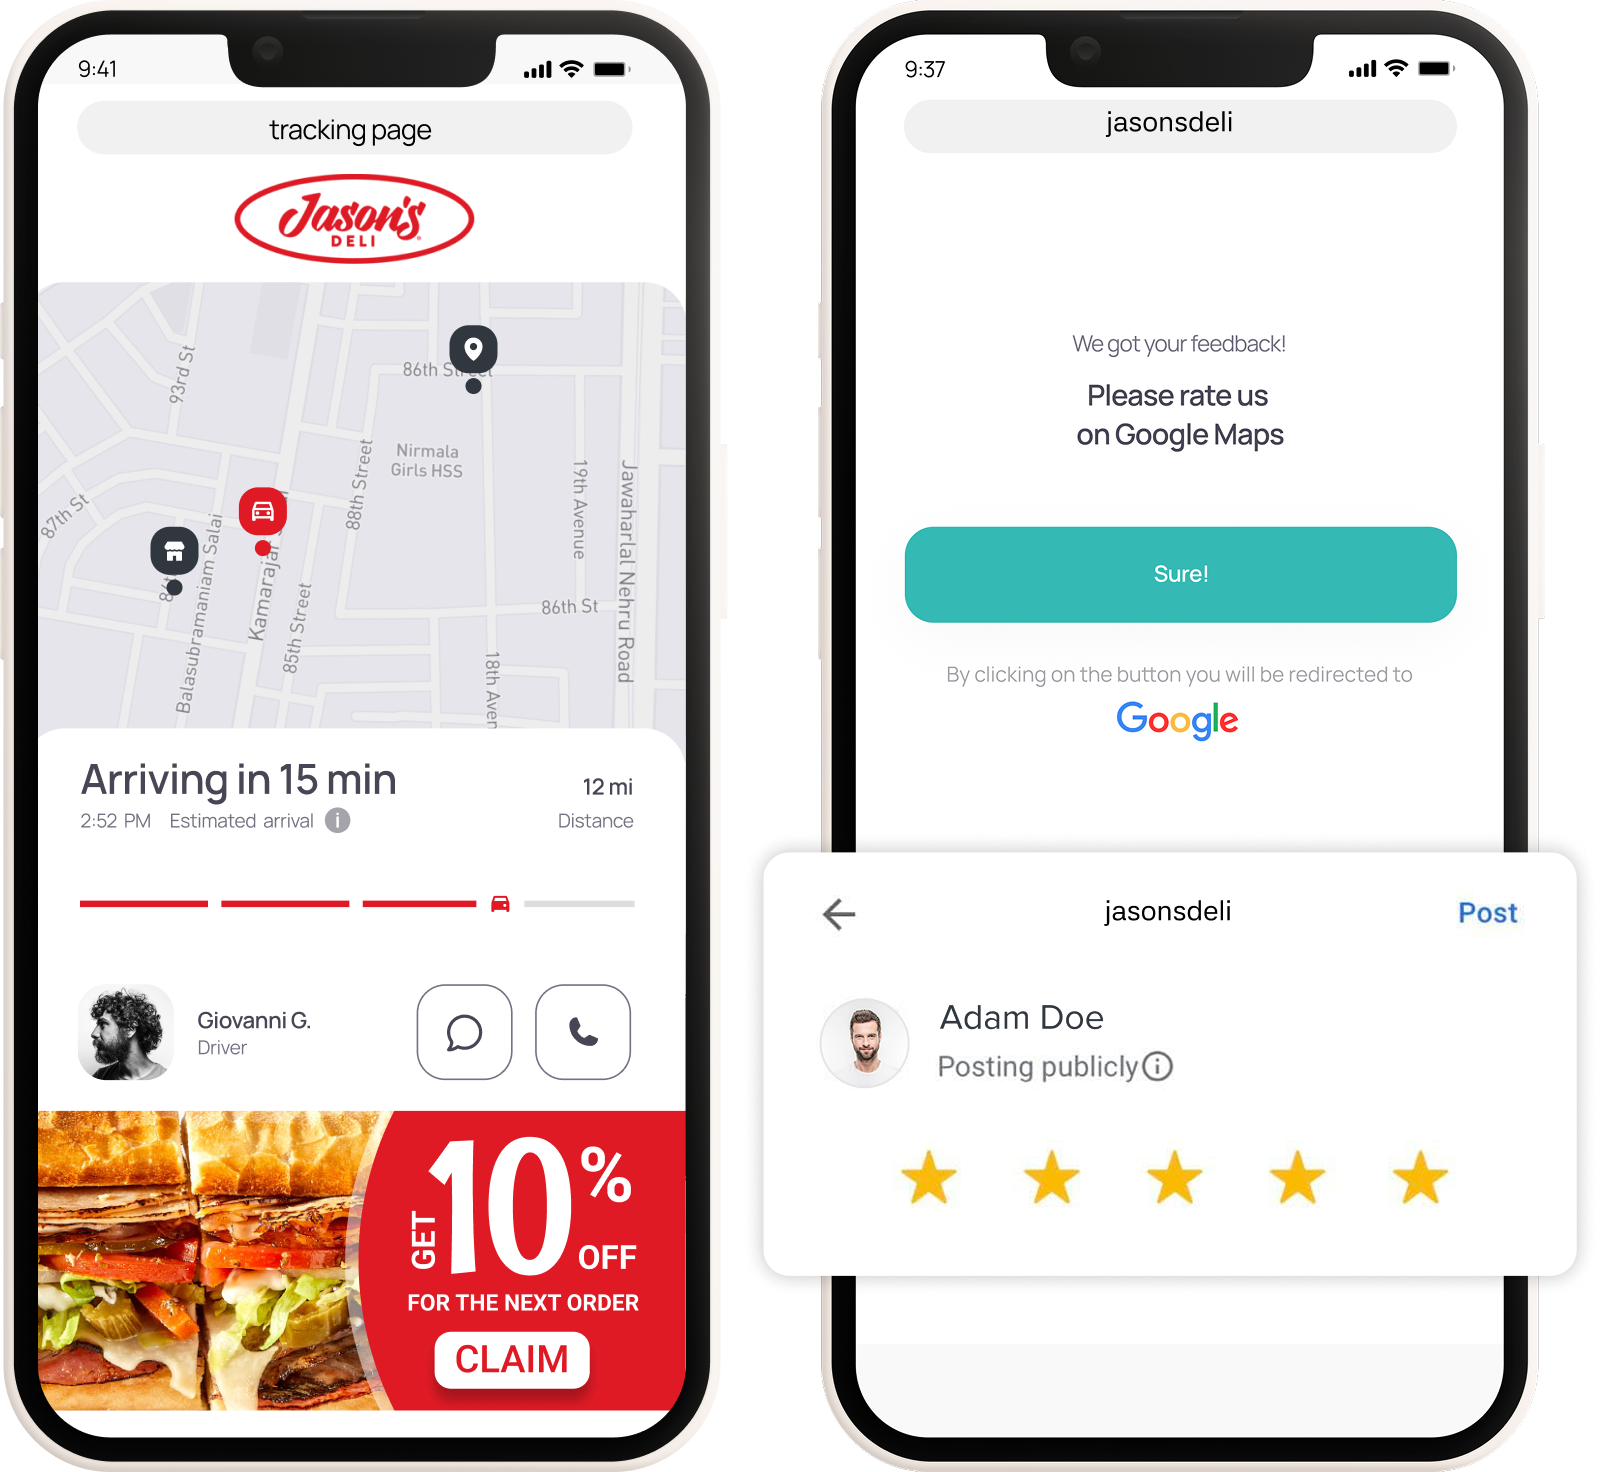 9:41
tracking page
Jason's
DELI
93rd St
86th Street
Nirmala
Girls HSS
88th Street
19th Avenue
Jawaharlal Nehru Road
87th St
Balasubramaniam Salai
Kamarajar
85th Street
86th St
18th Aven
Arriving in 15 min
12 mi
2:52 PM Estimated arrival i
Distance
Giovanni G.
Driver
GET 10% OFF
FOR THE NEXT ORDER
CLAIM
9:37
jasonsdeli
We got your feedback!
Please rate us
on Google Maps
Sure!
By clicking on the button you will be redirected to
Google
jasonsdeli
Post
Adam Doe
Posting publicly